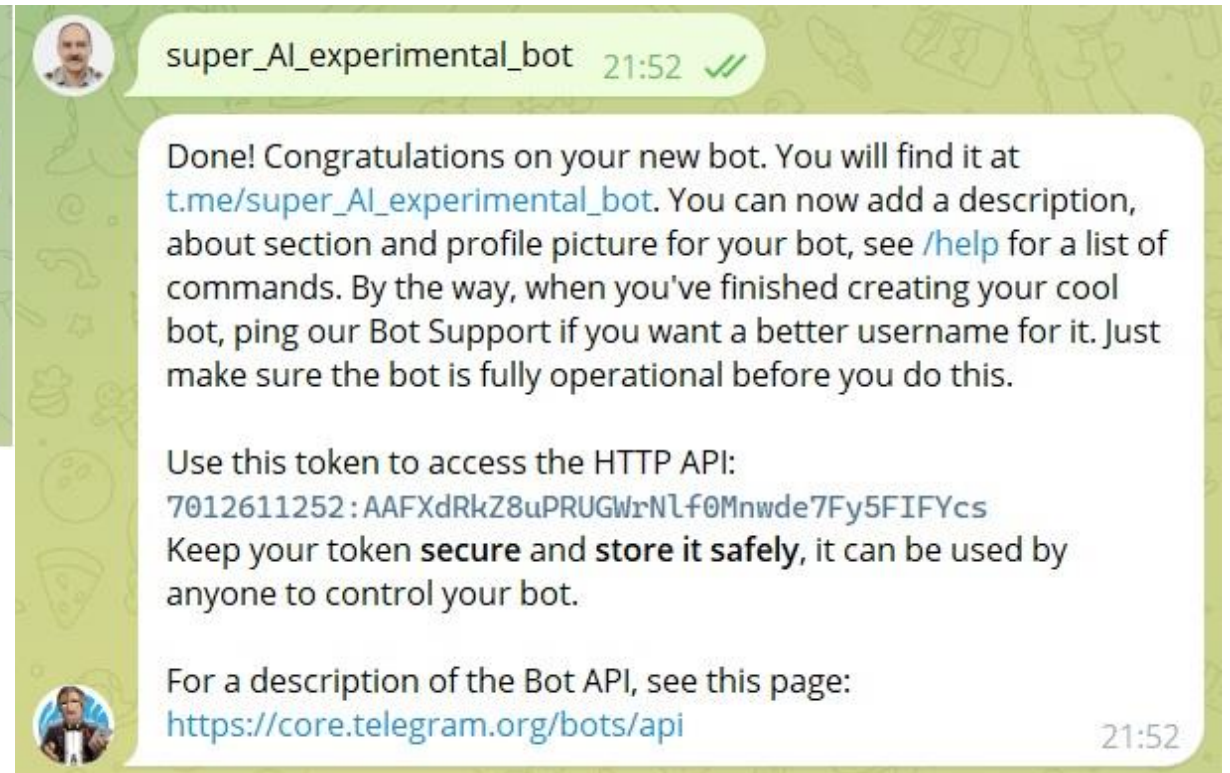 super_AI_experimental_bot 21:52
Done! Congratulations on your new bot. You will find it at
t.me/super_AI_experimental_bot. You can now add a description,
about section and profile picture for your bot, see /help for a list of
commands. By the way, when you've finished creating your cool
bot, ping our Bot Support if you want a better username for it. Just
make sure the bot is fully operational before you do this.
Use this token to access the HTTP API:
7012611252:AAFXdRkZ8uPRUGWrNlf0Mnwde7Fy5FIFYcs
Keep your token secure and store it safely, it can be used by
anyone to control your bot.
For a description of the Bot API, see this page:
https://core.telegram.org/bots/api
21:52